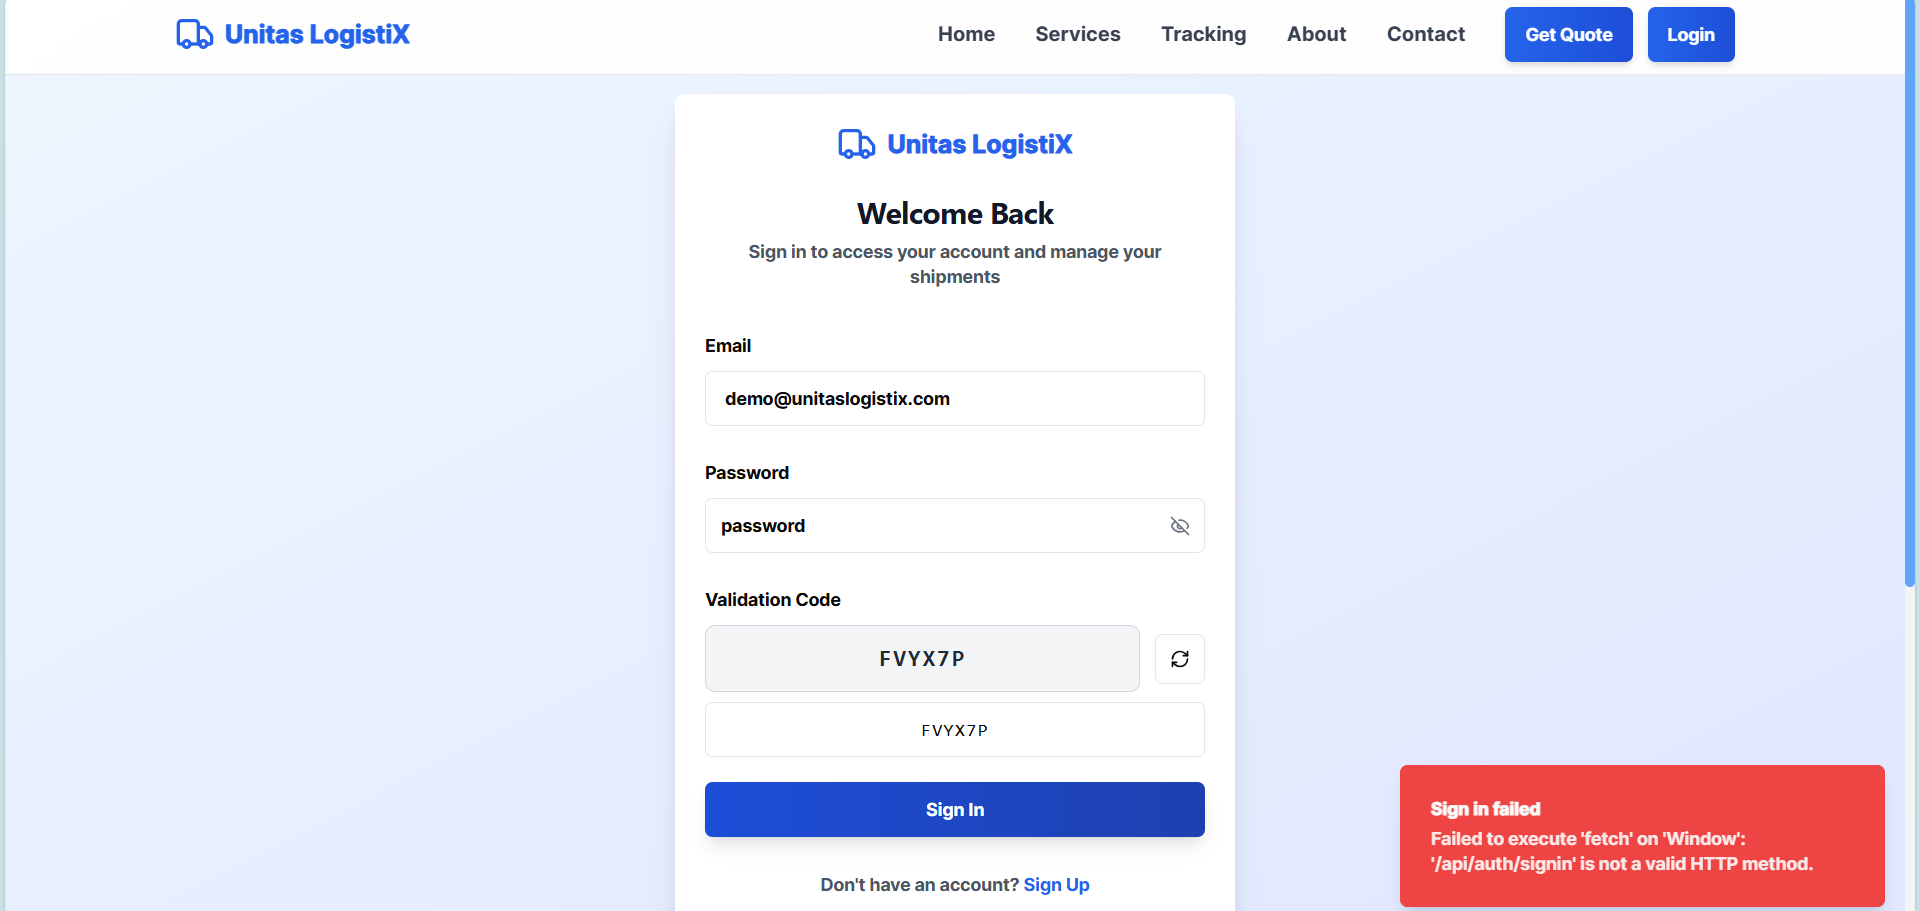 Unitas LogistiX
Home
Services
Tracking
About
Contact
Get Quote
Login
Unitas LogistiX
Welcome Back
Sign in to access your account and manage your
shipments
Email
demo@unitaslogistix.com
Password
password
Validation Code
FVYX7P
FVYX7P
Sign In
Don't have an account? Sign Up
Sign in failed
Failed to execute 'fetch' on 'Window':
'/api/auth/signin' is not a valid HTTP method.